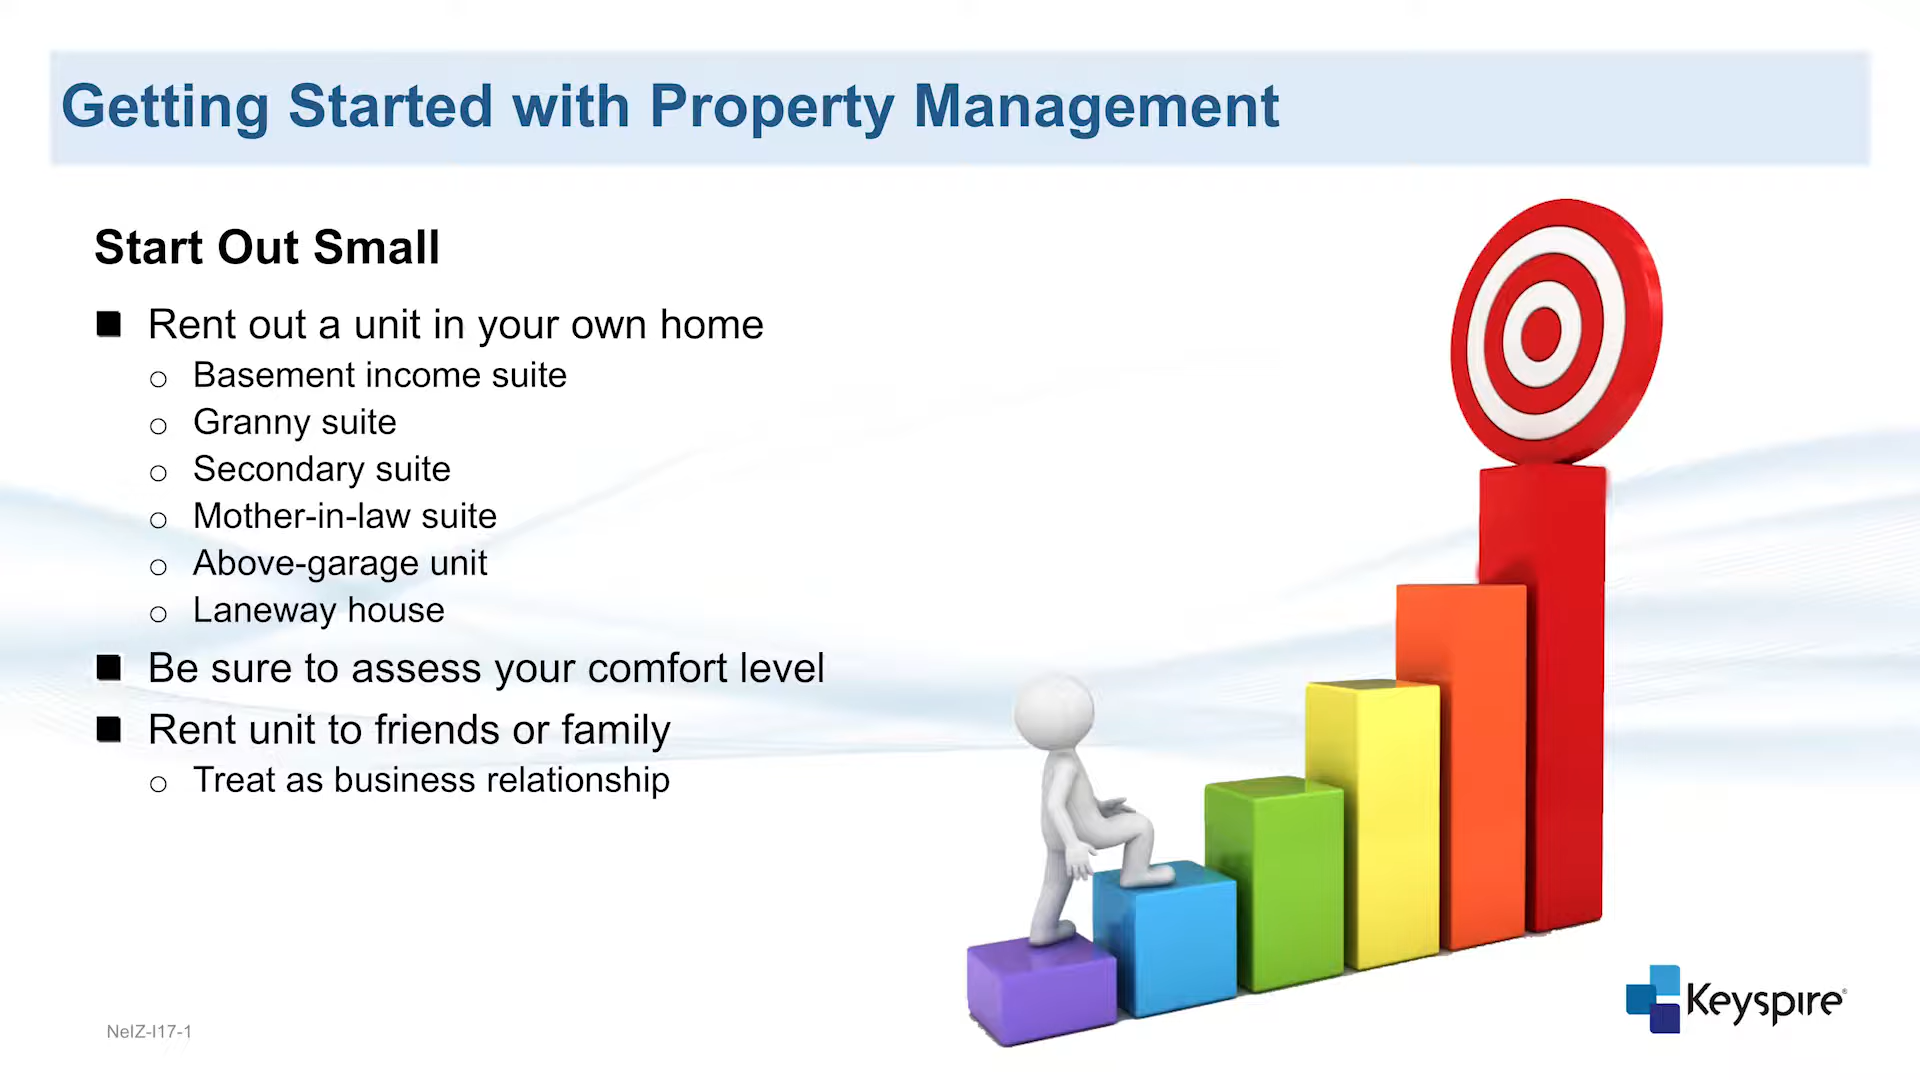 Getting Started with Property Management
Start Out Small
■ Rent out a unit in your own home
o Basement income suite
o Granny suite
o Secondary suite
o Mother-in-law suite
o Above-garage unit
o Laneway house
■ Be sure to assess your comfort level
■ Rent unit to friends or family
o Treat as business relationship
NeIZ-I17-1
Keyspire®